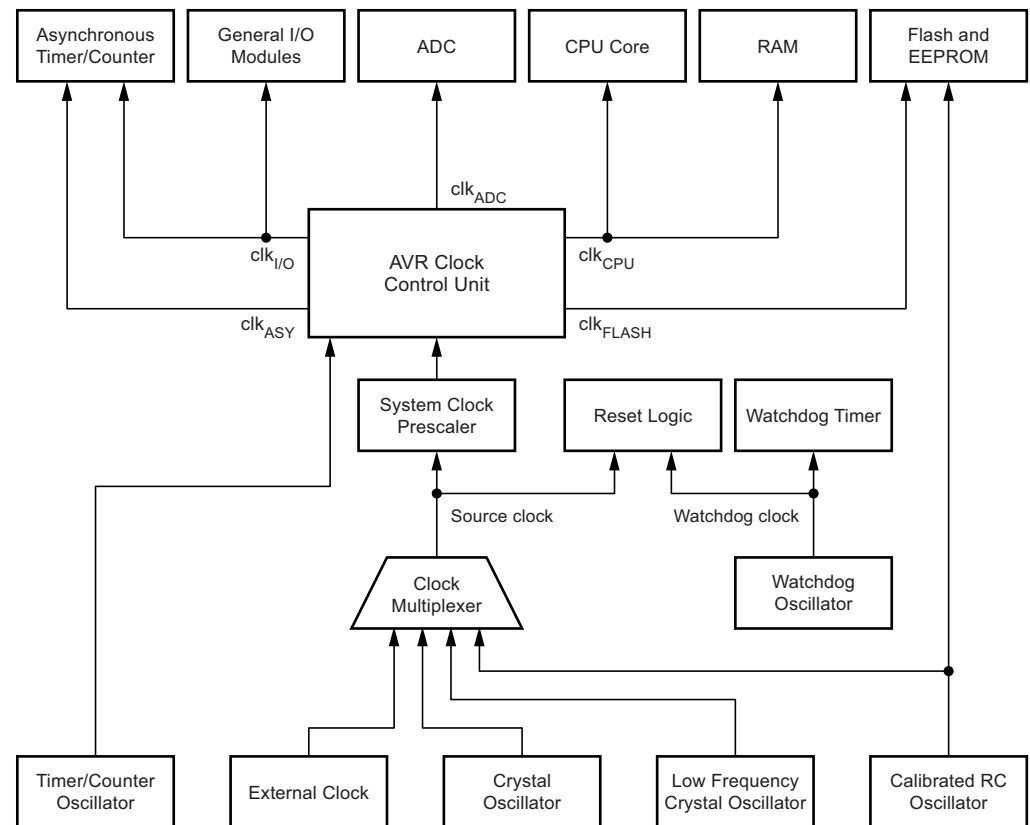 Asynchronous
Timer/Counter
General I/O
Modules
ADC
CPU Core
RAM
Flash and
EEPROM
clkADC
clkI/O
AVR Clock
Control Unit
clkCPU
clkASY
clkFLASH
System Clock
Prescaler
Reset Logic
Watchdog Timer
Source clock
Watchdog clock
Clock
Multiplexer
Watchdog
Oscillator
Timer/Counter
Oscillator
External Clock
Crystal
Oscillator
Low Frequency
Crystal Oscillator
Calibrated RC
Oscillator